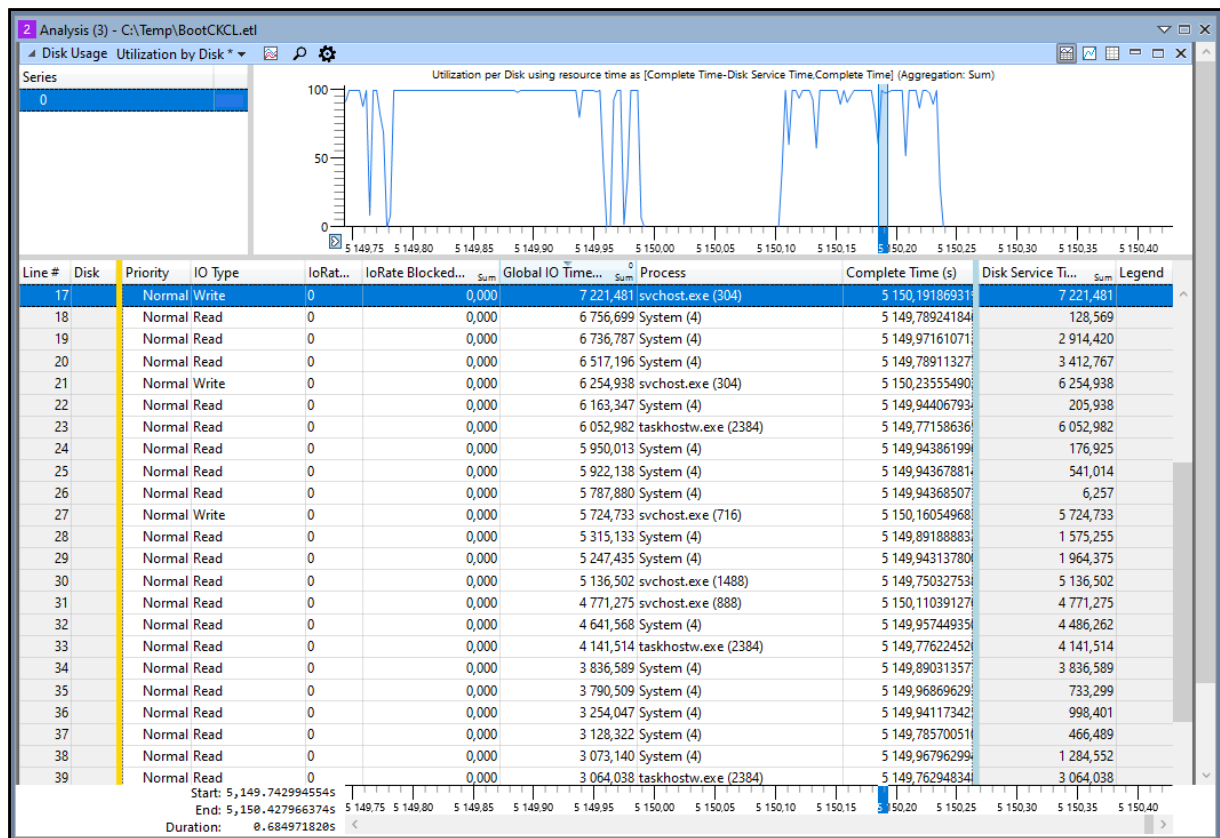 2 Analysis (3) - C:\Temp\BootCKCL.etl
Disk Usage Utilization by Disk *
Series
0
Utilization per Disk using resource time as [Complete Time-Disk Service Time,Complete Time] (Aggregation: Sum)
100
50
0
5 149,75 5 149,80 5 149,85 5 149,90 5 149,95 5 150,00 5 150,05 5 150,10 5 150,15 5 150,20 5 150,25 5 150,30 5 150,35 5 150,40
Line # Disk Priority IO Type IoRat... IoRate Blocked... Sum Global IO Time... 0 Sum Process Complete Time (s) Disk Service Ti... Sum Legend
17 Normal Write 0 0,000 7 221,481 svchost.exe (304) 5 150,19186931 7 221,481
18 Normal Read 0 0,000 6 756,699 System (4) 5 149,78924184 128,569
19 Normal Read 0 0,000 6 736,787 System (4) 5 149,97161071 2 914,420
20 Normal Read 0 0,000 6 517,196 System (4) 5 149,78911327 3 412,767
21 Normal Write 0 0,000 6 254,938 svchost.exe (304) 5 150,23555490 6 254,938
22 Normal Read 0 0,000 6 163,347 System (4) 5 149,94406793 205,938
23 Normal Read 0 0,000 6 052,982 taskhostw.exe (2384) 5 149,77158636 6 052,982
24 Normal Read 0 0,000 5 950,013 System (4) 5 149,94386199 176,925
25 Normal Read 0 0,000 5 922,138 System (4) 5 149,94367881 541,014
26 Normal Read 0 0,000 5 787,880 System (4) 5 149,94368507 6,257
27 Normal Write 0 0,000 5 724,733 svchost.exe (716) 5 150,16054968 5 724,733
28 Normal Read 0 0,000 5 315,133 System (4) 5 149,89188883 1 575,255
29 Normal Read 0 0,000 5 247,435 System (4) 5 149,94313780 1 964,375
30 Normal Read 0 0,000 5 136,502 svchost.exe (1488) 5 149,75032753 5 136,502
31 Normal Read 0 0,000 4 771,275 svchost.exe (888) 5 150,11039127 4 771,275
32 Normal Read 0 0,000 4 641,568 System (4) 5 149,95744935 4 486,262
33 Normal Read 0 0,000 4 141,514 taskhostw.exe (2384) 5 149,77622452 4 141,514
34 Normal Read 0 0,000 3 836,589 System (4) 5 149,89031357 3 836,589
35 Normal Read 0 0,000 3 790,509 System (4) 5 149,96869629 733,299
36 Normal Read 0 0,000 3 254,047 System (4) 5 149,94117342 998,401
37 Normal Read 0 0,000 3 128,322 System (4) 5 149,78570051 466,489
38 Normal Read 0 0,000 3 073,140 System (4) 5 149,96796299 1 284,552
39 Normal Read 0 0,000 3 064,038 taskhostw.exe (2384) 5 149,76294834 3 064,038
Start: 5,149.742994554s
End: 5,150.427966374s
Duration: 0.684971820s
5 149,75 5 149,80 5 149,85 5 149,90 5 149,95 5 150,00 5 150,05 5 150,10 5 150,15 5 150,20 5 150,25 5 150,30 5 150,35 5 150,40